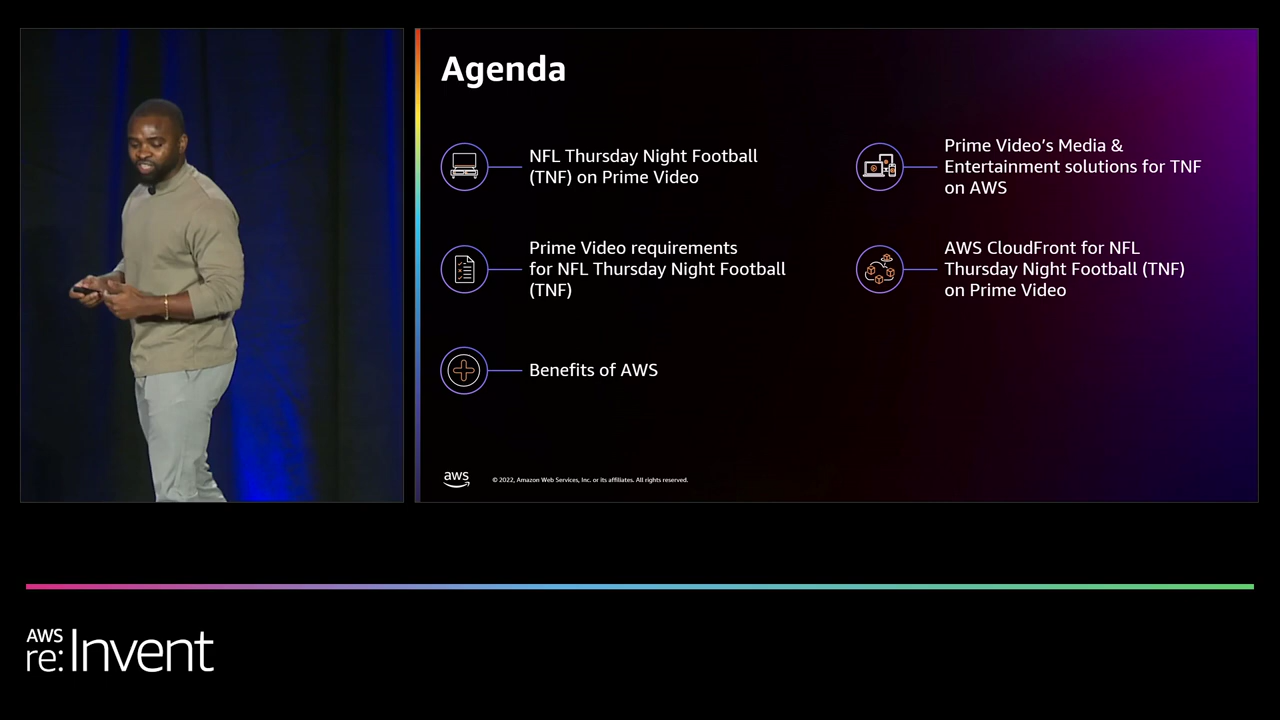 Agenda
NFL Thursday Night Football
(TNF) on Prime Video
Prime Video's Media &
Entertainment solutions for TNF
on AWS
Prime Video requirements
for NFL Thursday Night Football
(TNF)
AWS CloudFront for NFL
Thursday Night Football (TNF)
on Prime Video
Benefits of AWS
aws
© 2022, Amazon Web Services, Inc. or its affiliates. All rights reserved.
AWS
re:Invent